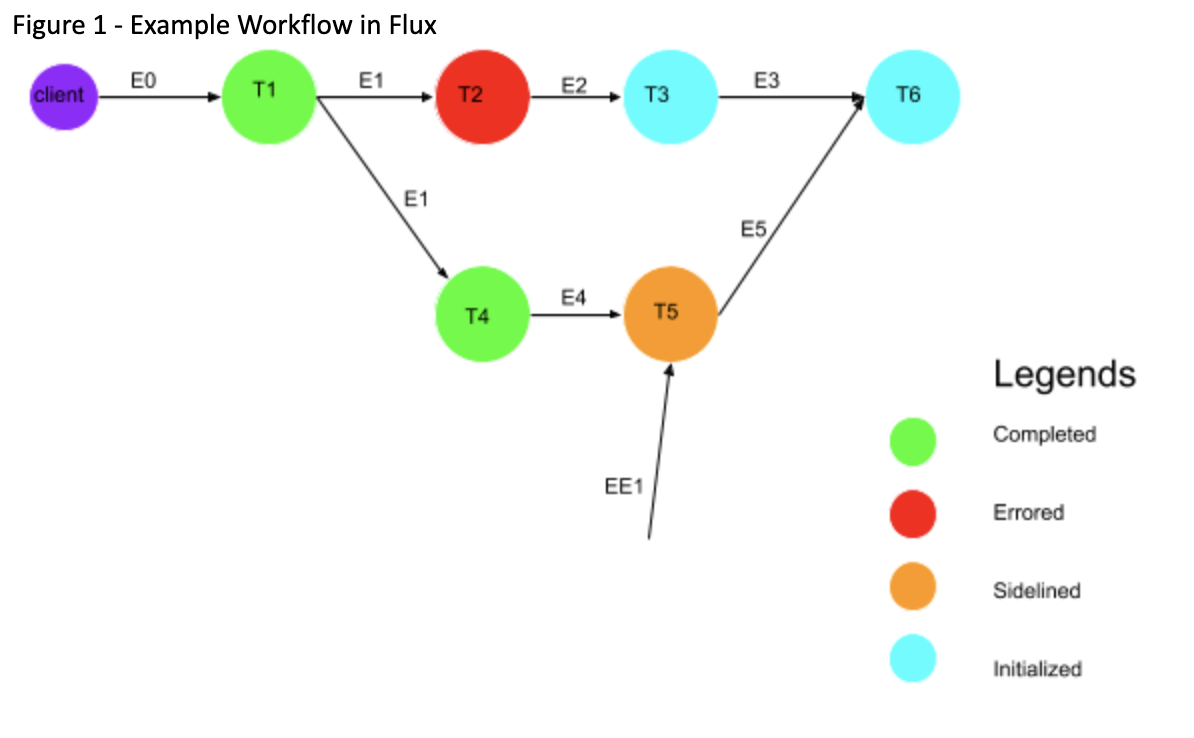 Figure 1 - Example Workflow in Flux
client
E0
T1
E1
T2
E2
T3
E3
T6
E1
E5
T4
E4
T5
EE1
Legends
Completed
Errored
Sidelined
Initialized